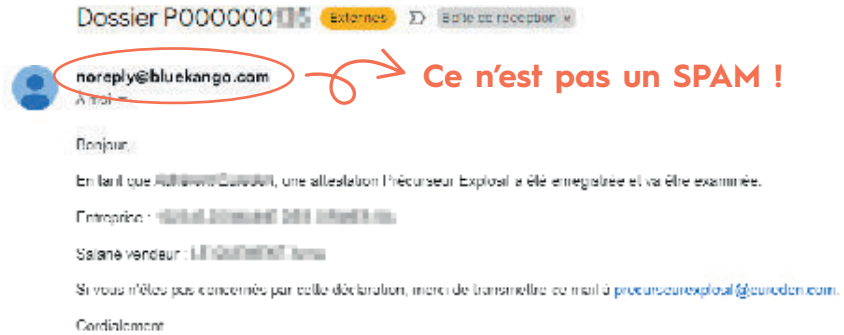 Dossier P000000 Externes Boîte de réception x
noreply@bluekango.com
Ce n'est pas un SPAM !
À moi
Bonjour,
En tant que, une attestation Précurseur Explosif a été enregistrée et va être examinée.
Entreprise :
Salarié vendeur :
Si vous n'êtes pas concernés par cette déclaration, merci de transmettre ce mail à precurseurexplosif@eureden.com.
Cordialement